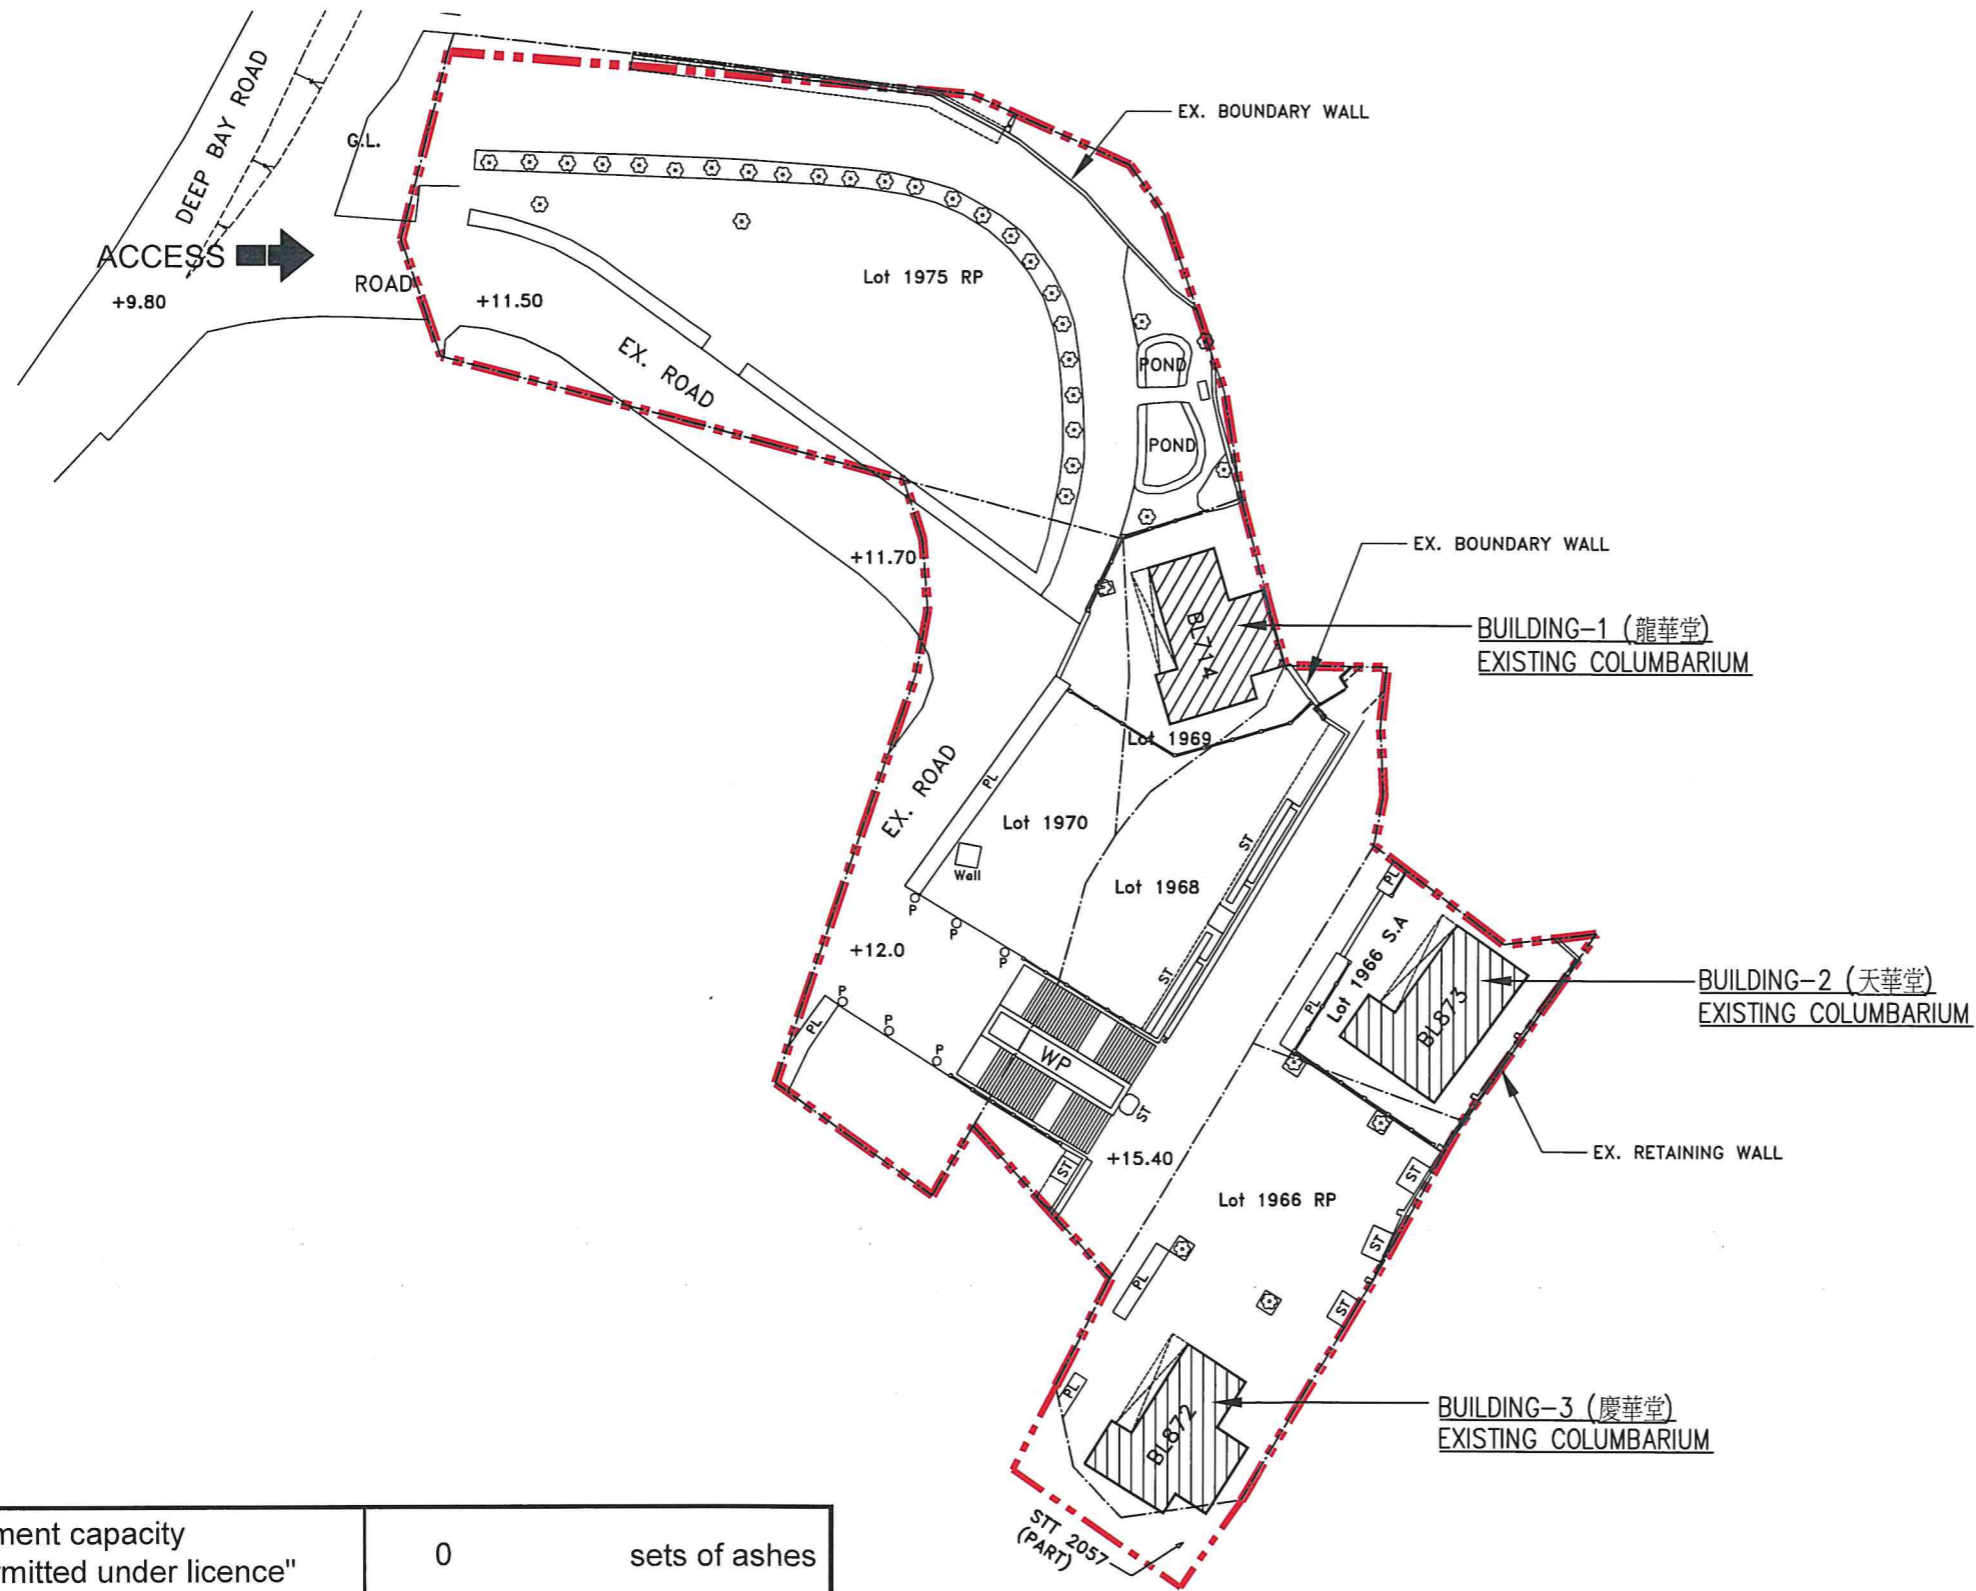 DEEP BAY ROAD
G.L.
EX. BOUNDARY WALL
ACCESS
ROAD
+9.80
+11.50
Lot 1975 RP
EX. ROAD
POND
POND
+11.70
EX. BOUNDARY WALL
BL714
BUILDING-1 (龍華堂)
EXISTING COLUMBARIUM
Lot 1969
EX. ROAD
PL
Lot 1970
Well
Lot 1968
ST
PL
Lot 1966 S.A
P
P
P
+12.0
ST
PL
BL873
BUILDING-2 (天華堂)
EXISTING COLUMBARIUM
P
PL
P
P
WP
ST
EX. RETAINING WALL
+15.40
ST
ST
Lot 1966 RP
ST
PL
ST
PL
BL872
BUILDING-3 (慶華堂)
EXISTING COLUMBARIUM
STT 2057
(PART)
ment capacity
rmitted under licence"
0 sets of ashes